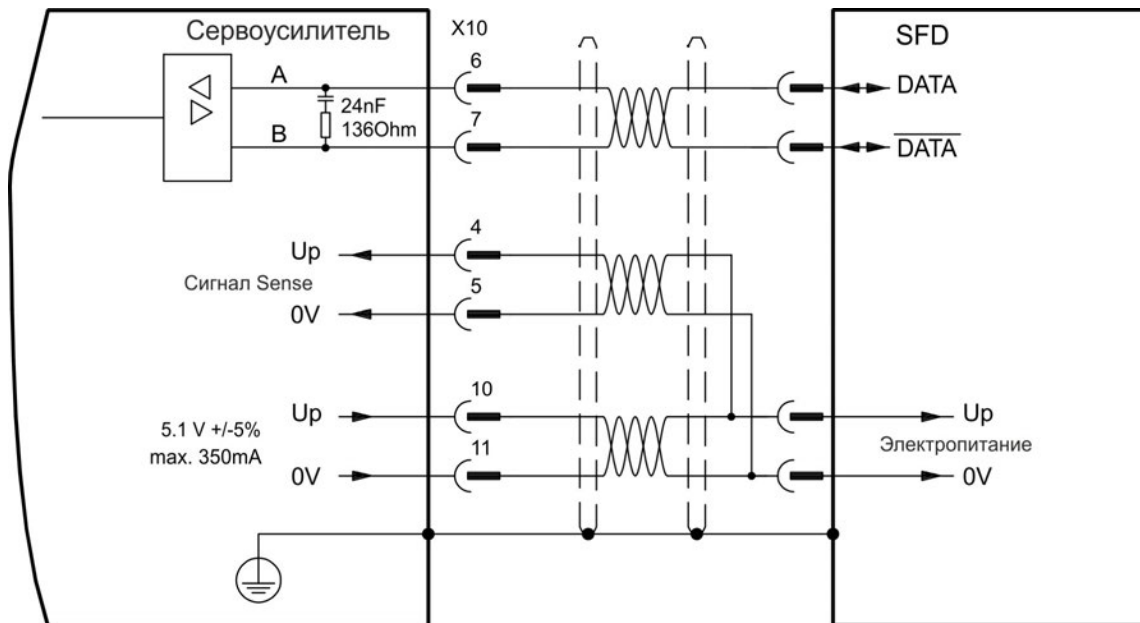 Сервоусилитель
X10
SFD
6
A
DATA
24nF
136Ohm
7
B
DATA
4
Up
Сигнал Sense
5
0V
10
Up
Up
5.1 V +/-5%
max. 350mA
Электропитание
11
0V
0V